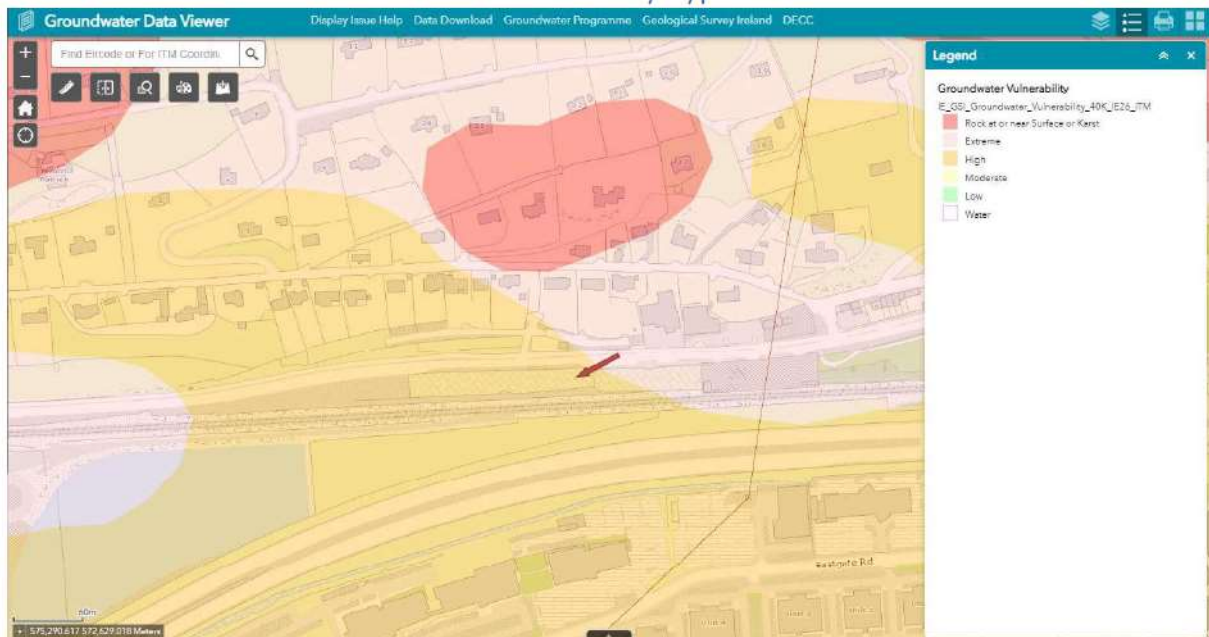 Groundwater Data Viewer
Display Issue Help Data Download Groundwater Programme Geological Survey Ireland DECC
Find Eircode or For ITM Coordin
Legend
Groundwater Vulnerability
IE_GSI_Groundwater_Vulnerability_40K_IE26_ITM
Rock at or near Surface or Karst
Extreme
High
Moderate
Low
Water
Eastgate Rd
60m
575,290.617 572,629.018 Meters